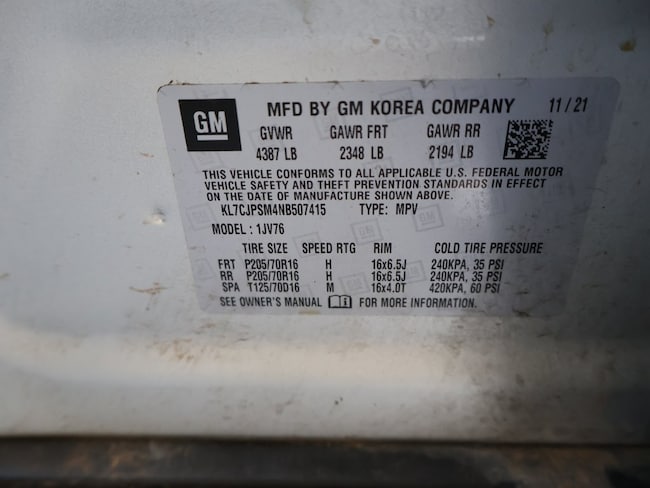 GM
MFD BY GM KOREA COMPANY 11/21
GVWR GAWR FRT GAWR RR
4387 LB 2348 LB 2194 LB
THIS VEHICLE CONFORMS TO ALL APPLICABLE U.S. FEDERAL MOTOR
VEHICLE SAFETY AND THEFT PREVENTION STANDARDS IN EFFECT
ON THE DATE OF MANUFACTURE SHOWN ABOVE.
KL7CJPSM4NB507415 TYPE: MPV
MODEL : 1JV76
TIRE SIZE SPEED RTG RIM COLD TIRE PRESSURE
FRT P205/70R16 H 16x6.5J 240KPA, 35 PSI
RR P205/70R16 H 16x6.5J 240KPA, 35 PSI
SPA T125/70D16 M 16x4.0T 420KPA, 60 PSI
SEE OWNER'S MANUAL FOR MORE INFORMATION.